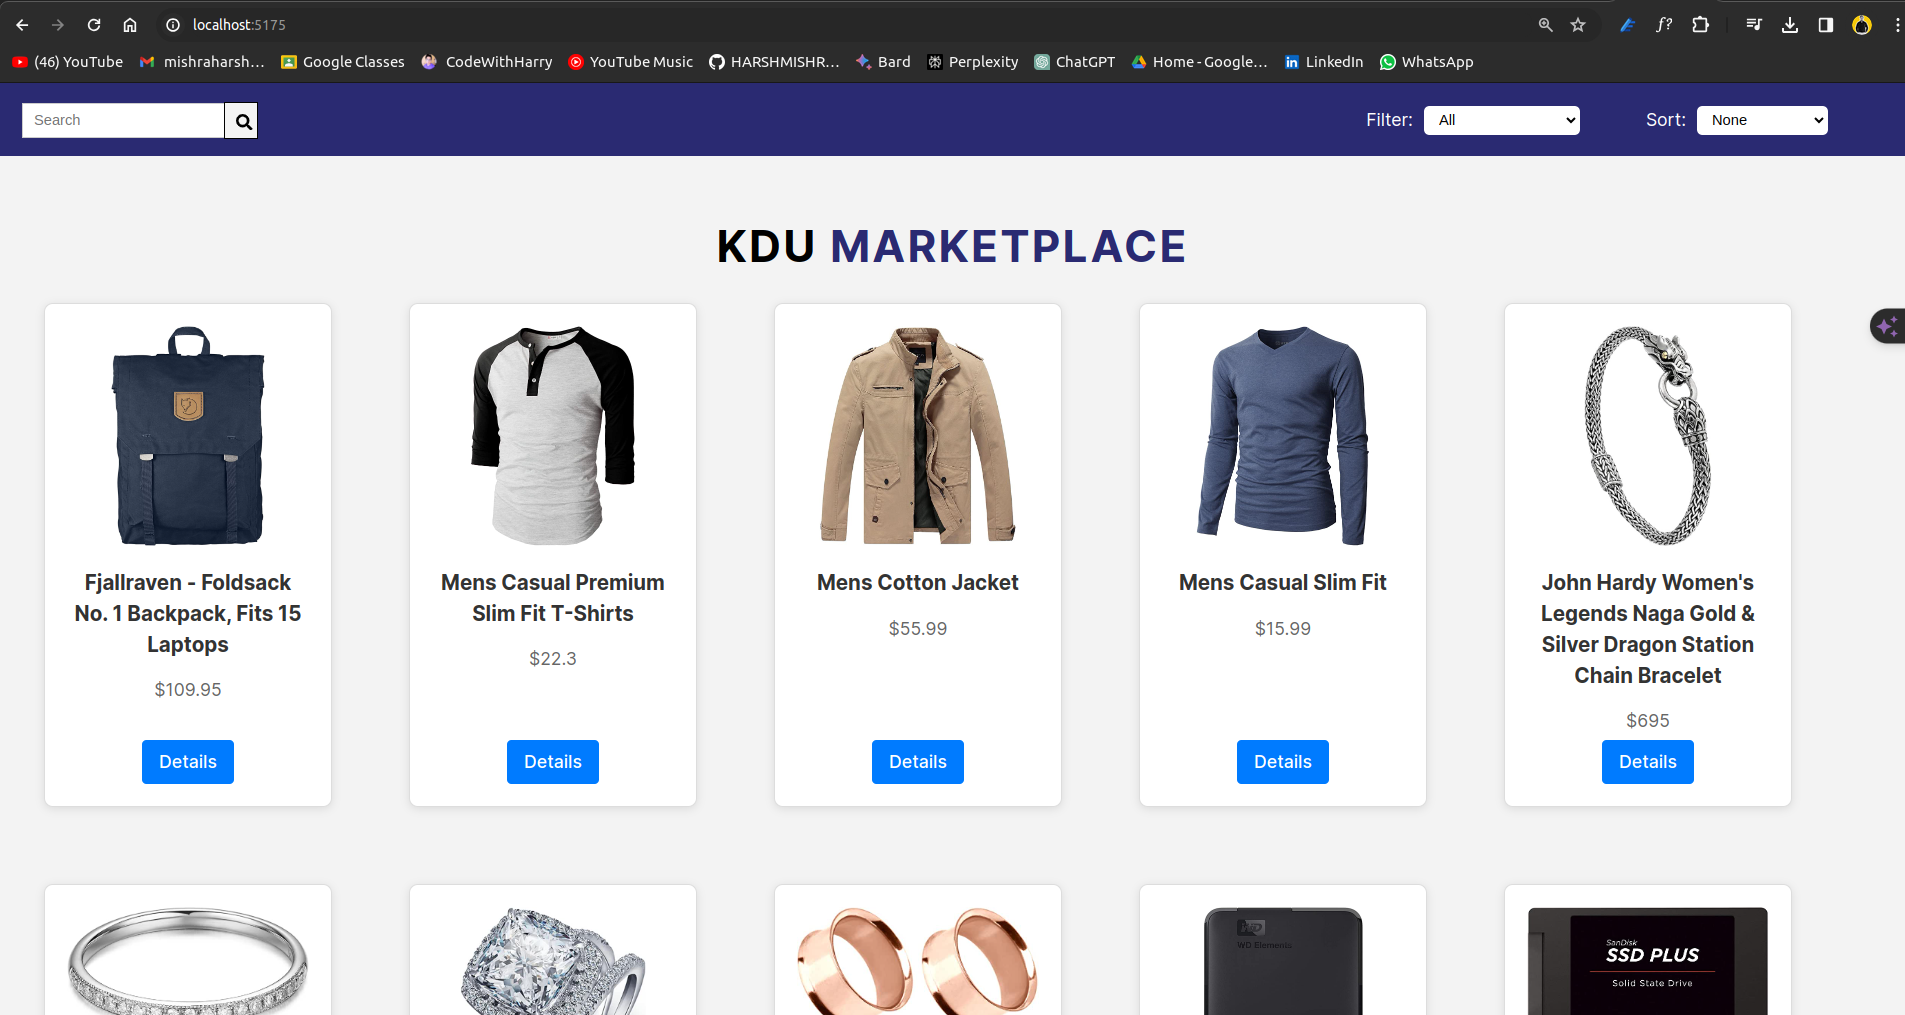 localhost:5175
(46) YouTube
mishraharsh...
Google Classes
CodeWithHarry
YouTube Music
HARSHMISHR...
Bard
Perplexity
ChatGPT
Home - Google...
LinkedIn
WhatsApp
Search
Filter:
All
Sort:
None
KDU MARKETPLACE
Fjallraven - Foldsack
No. 1 Backpack, Fits 15
Laptops
$109.95
Details
Mens Casual Premium
Slim Fit T-Shirts
$22.3
Details
Mens Cotton Jacket
$55.99
Details
Mens Casual Slim Fit
$15.99
Details
John Hardy Women's
Legends Naga Gold &
Silver Dragon Station
Chain Bracelet
$695
Details
WD
WD Elements
SanDisk
SSD PLUS
Solid State Drive